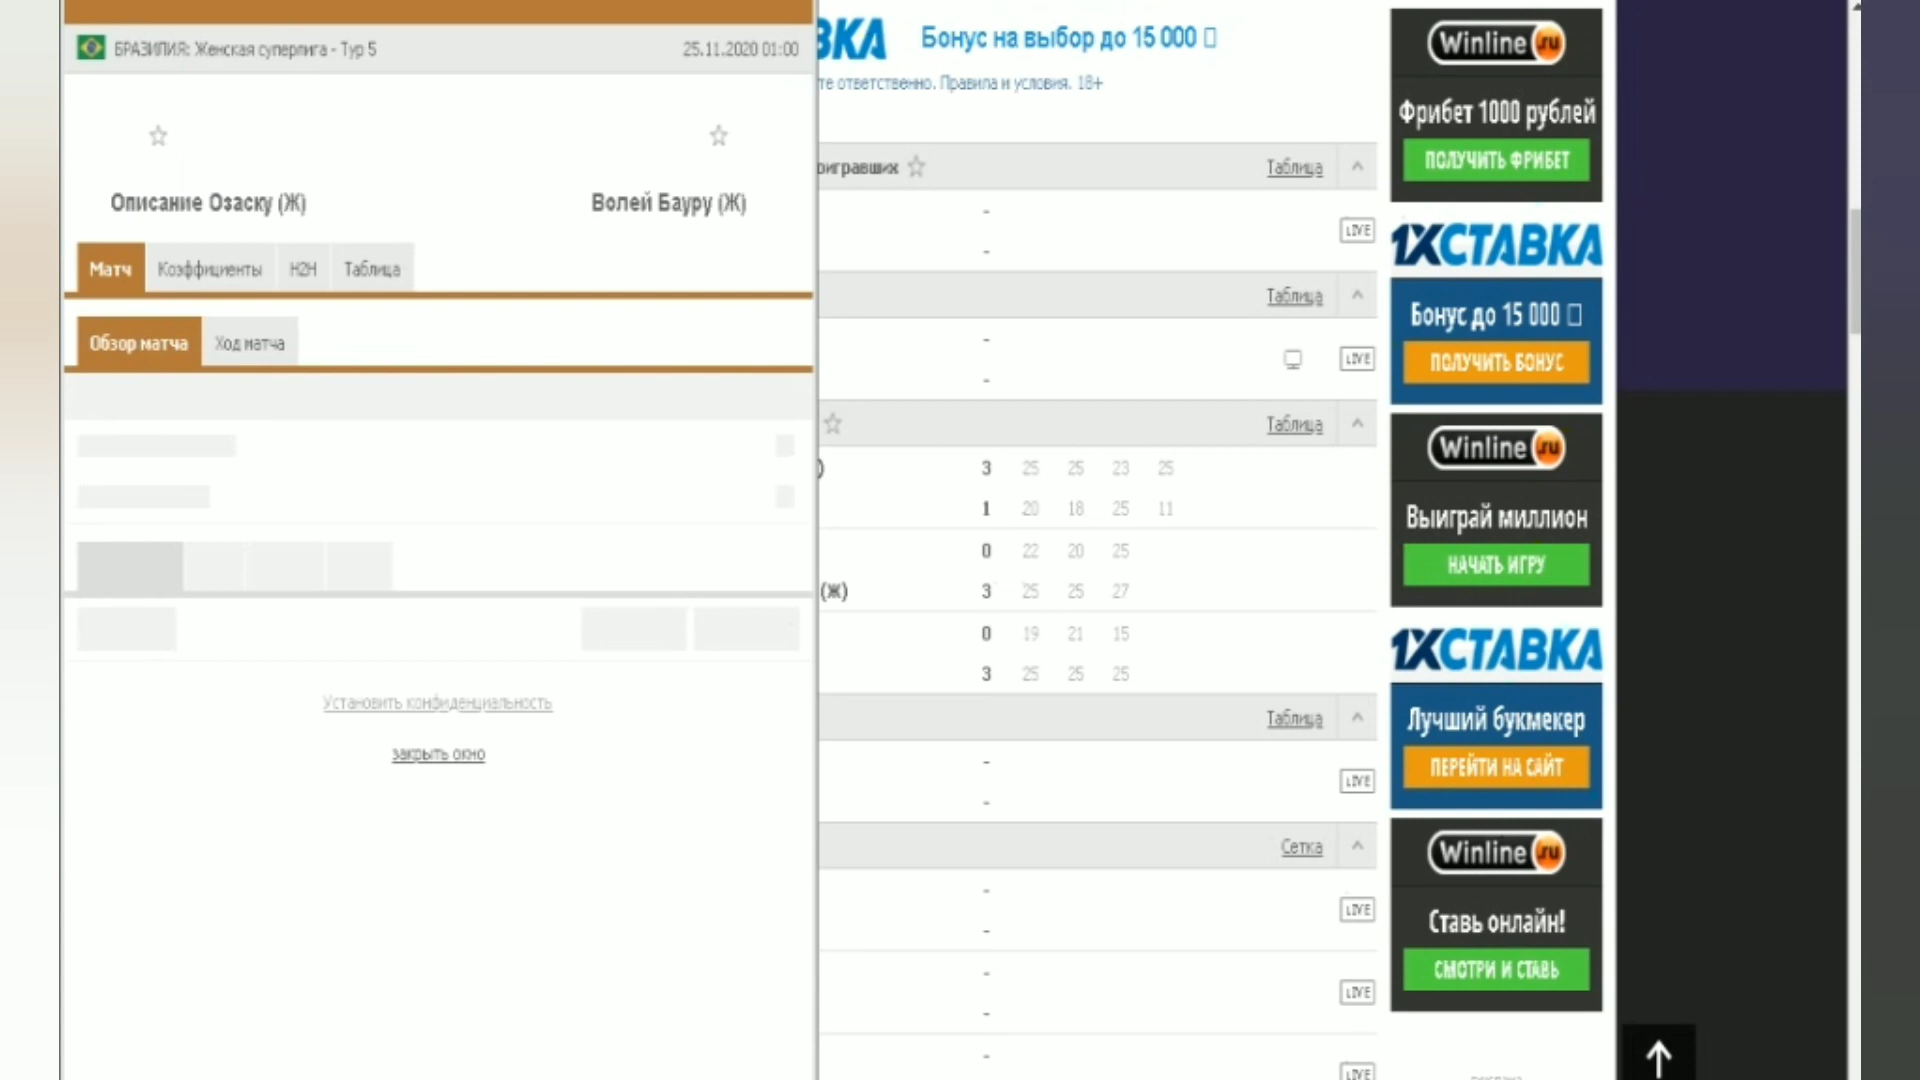 БРАЗИЛИЯ: Женская суперлига - Тур 5
25.11.2020 01:00
Описание Озаску (Ж)
Волей Бауру (Ж)
Матч
Коэффициенты
H2H
Таблица
Обзор матча
Ход матча
Установить конфиденциальность
закрыть окно
ВКА
Бонус на выбор до 15 000
те ответственно. Правила и условия. 18+
оигравших
Таблица
-
-
LIVE
Таблица
-
-
LIVE
Таблица
) 3 25 25 23 25
1 20 18 25 11
0 22 20 25
(Ж) 3 25 25 27
0 19 21 15
3 25 25 25
Таблица
-
-
LIVE
Сетка
-
-
LIVE
-
-
LIVE
-
LIVE
Winline.ru
Фрибет 1000 рублей
ПОЛУЧИТЬ ФРИБЕТ
1XСТАВКА
Бонус до 15 000
ПОЛУЧИТЬ БОНУС
Winline.ru
Выиграй миллион
НАЧАТЬ ИГРУ
1XСТАВКА
Лучший букмекер
ПЕРЕЙТИ НА САЙТ
Winline.ru
Ставь онлайн!
СМОТРИ И СТАВЬ